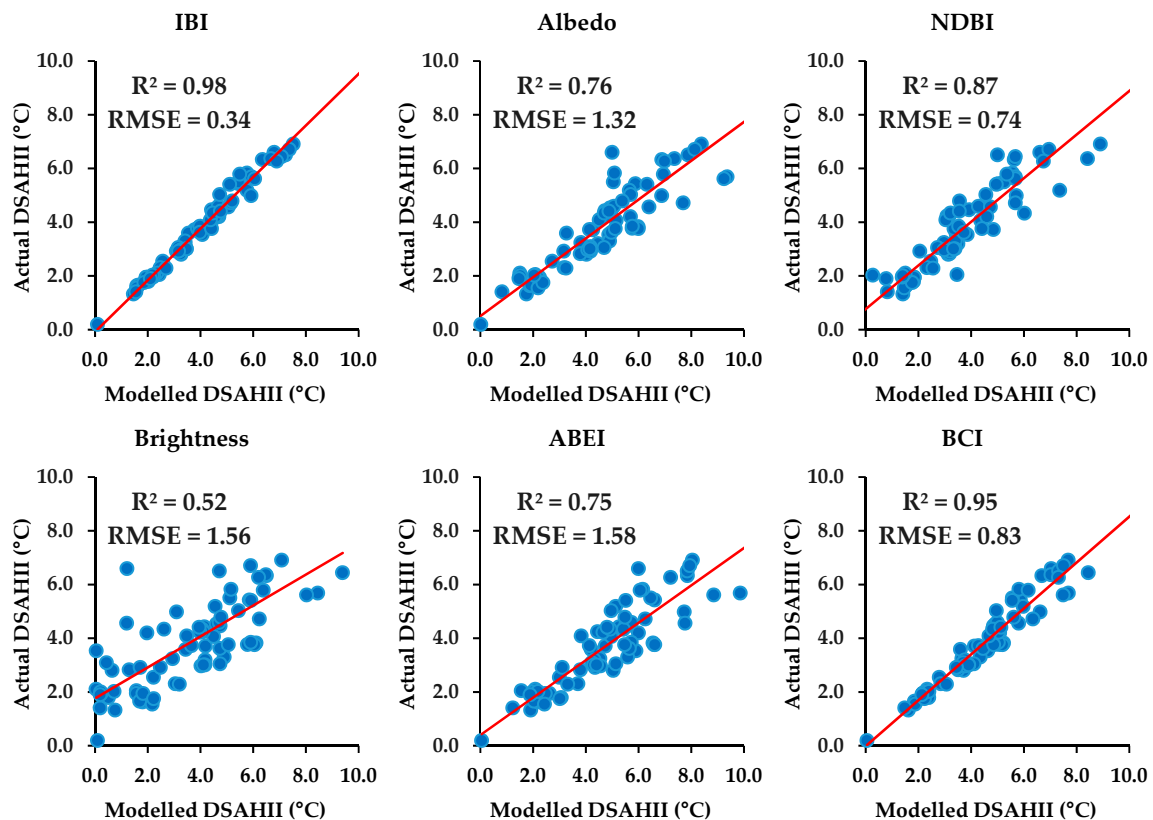 IBI
R² = 0.98
RMSE = 0.34
Actual DSAHII (°C)
10.0
8.0
6.0
4.0
2.0
0.0
0.0 2.0 4.0 6.0 8.0 10.0
Modelled DSAHII (°C)
Albedo
R² = 0.76
RMSE = 1.32
Actual DSAHII (°C)
10.0
8.0
6.0
4.0
2.0
0.0
0.0 2.0 4.0 6.0 8.0 10.0
Modelled DSAHII (°C)
NDBI
R² = 0.87
RMSE = 0.74
Actual DSAHII (°C)
10.0
8.0
6.0
4.0
2.0
0.0
0.0 2.0 4.0 6.0 8.0 10.0
Modelled DSAHII (°C)
Brightness
R² = 0.52
RMSE = 1.56
Actual DSAHII (°C)
10.0
8.0
6.0
4.0
2.0
0.0
0.0 2.0 4.0 6.0 8.0 10.0
Modelled DSAHII (°C)
ABEI
R² = 0.75
RMSE = 1.58
Actual DSAHII (°C)
10.0
8.0
6.0
4.0
2.0
0.0
0.0 2.0 4.0 6.0 8.0 10.0
Modelled DSAHII (°C)
BCI
R² = 0.95
RMSE = 0.83
Actual DSAHII (°C)
10.0
8.0
6.0
4.0
2.0
0.0
0.0 2.0 4.0 6.0 8.0 10.0
Modelled DSAHII (°C)